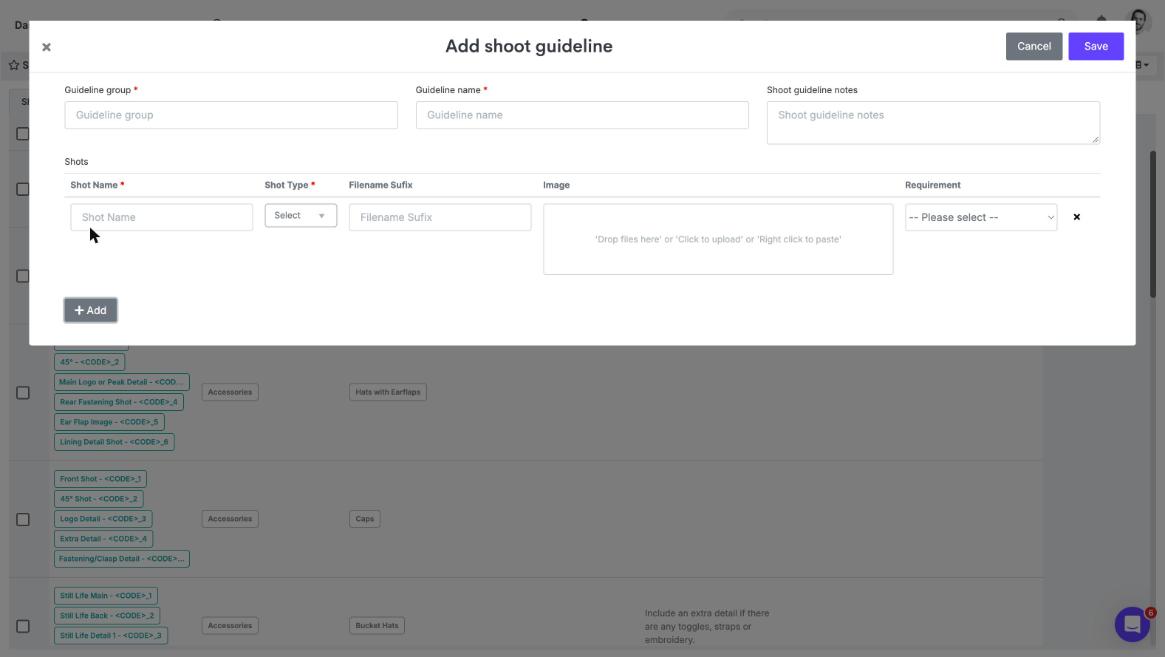 Da
Add shoot guideline
Cancel
Save
S
Guideline group *
Guideline name *
Shoot guideline notes
Guideline group
Guideline name
Shoot guideline notes
Shots
Shot Name *
Shot Type *
Filename Sufix
Image
Requirement
Shot Name
Select
Filename Sufix
'Drop files here' or 'Click to upload' or 'Right click to paste'
-- Please select --
+ Add
45° - <CODE>_2
Main Logo or Peak Detail - <COD...
Rear Fastening Shot - <CODE>_4
Ear Flap Image - <CODE>_5
Lining Detail Shot - <CODE>_6
Accessories
Hats with Earflaps
Front Shot - <CODE>_1
45° Shot - <CODE>_2
Logo Detail - <CODE>_3
Extra Detail - <CODE>_4
Fastening/Clasp Detail - <CODE>...
Accessories
Caps
Still Life Main - <CODE>_1
Still Life Back - <CODE>_2
Still Life Detail 1 - <CODE>_3
Accessories
Bucket Hats
Include an extra detail if there
are any toggles, straps or
embroidery.
6